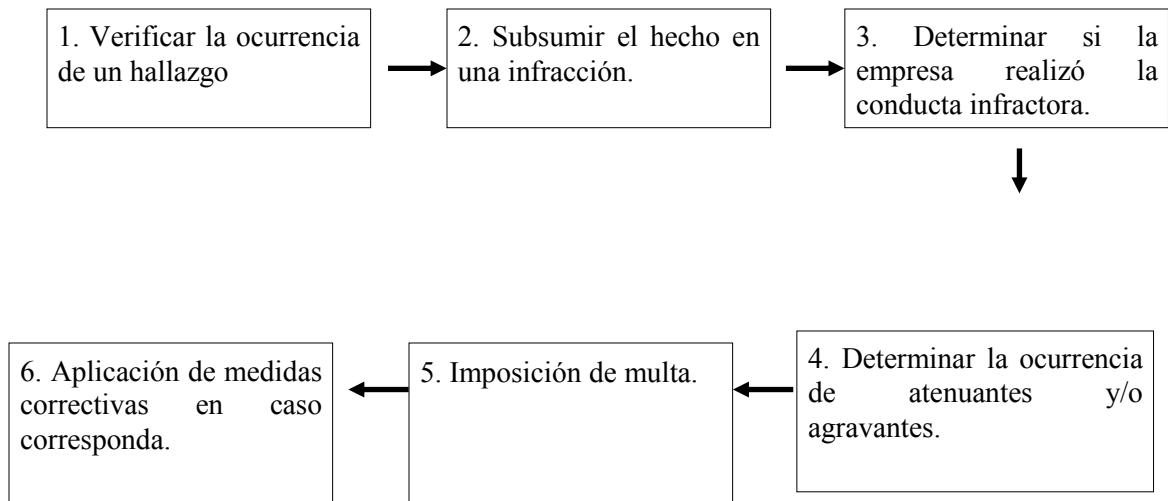 1. Verificar la ocurrencia
de un hallazgo
2. Subsumir el hecho en
una infracción.
3. Determinar si la
empresa realizó la
conducta infractora.
4. Determinar la ocurrencia
de atenuantes y/o
agravantes.
5. Imposición de multa.
6. Aplicación de medidas
correctivas en caso
corresponda.